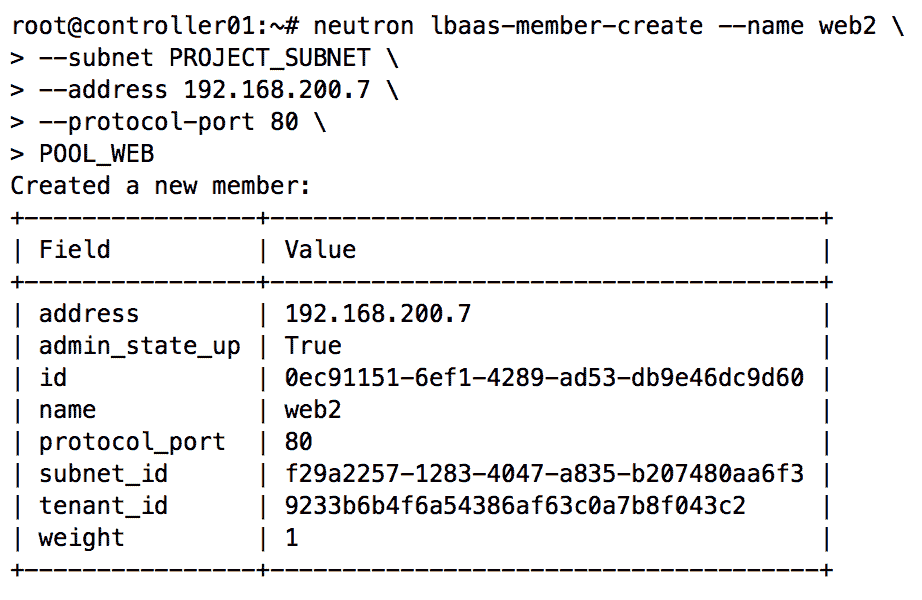 root@controller01:~# neutron lbaas-member-create --name web2 \
> --subnet PROJECT_SUBNET \
> --address 192.168.200.7 \
> --protocol-port 80 \
> POOL_WEB
Created a new member:
+----------------+--------------------------------------+
| Field          | Value                                |
+----------------+--------------------------------------+
| address        | 192.168.200.7                        |
| admin_state_up | True                                 |
| id             | 0ec91151-6ef1-4289-ad53-db9e46dc9d60 |
| name           | web2                                 |
| protocol_port  | 80                                   |
| subnet_id      | f29a2257-1283-4047-a835-b207480aa6f3 |
| tenant_id      | 9233b6b4f6a54386af63c0a7b8f043c2     |
| weight         | 1                                    |
+----------------+--------------------------------------+